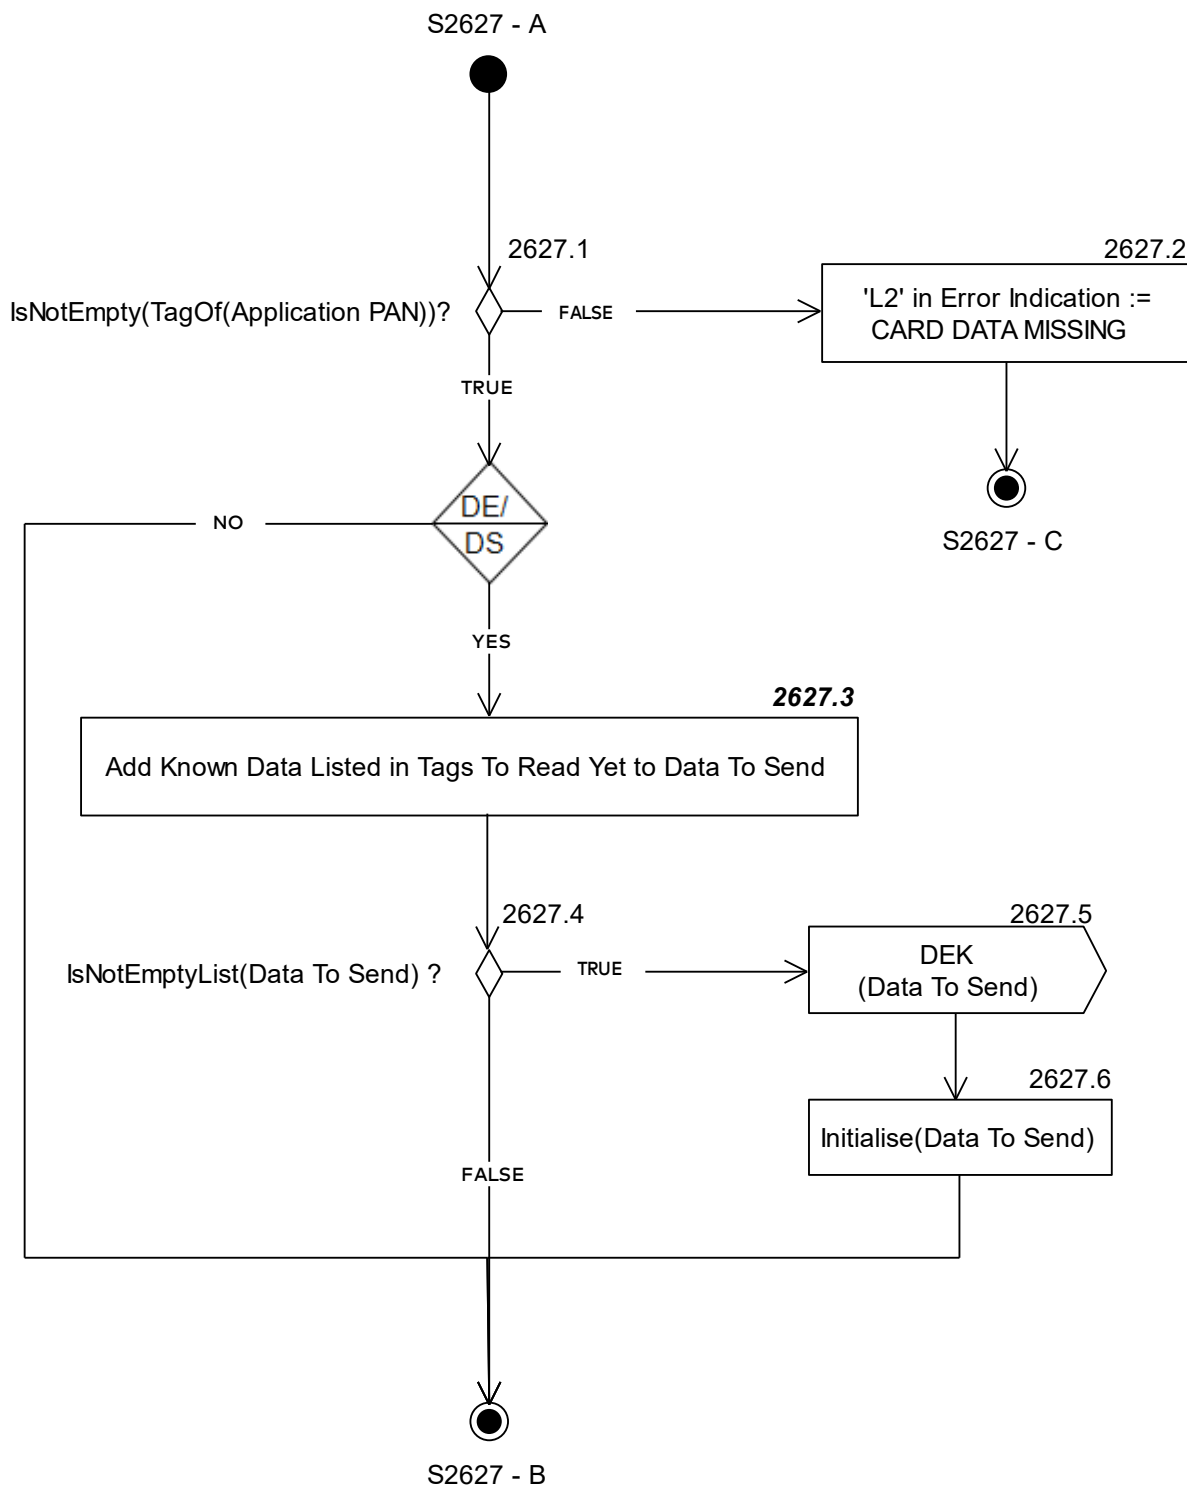 S2627 - A
2627.1
2627.2
IsNotEmpty(TagOf(Application PAN))?
FALSE
'L2' in Error Indication :=
CARD DATA MISSING
TRUE
DE/
DS
NO
S2627 - C
YES
2627.3
Add Known Data Listed in Tags To Read Yet to Data To Send
2627.4
2627.5
IsNotEmptyList(Data To Send) ?
TRUE
DEK
(Data To Send)
2627.6
Initialise(Data To Send)
FALSE
S2627 - B